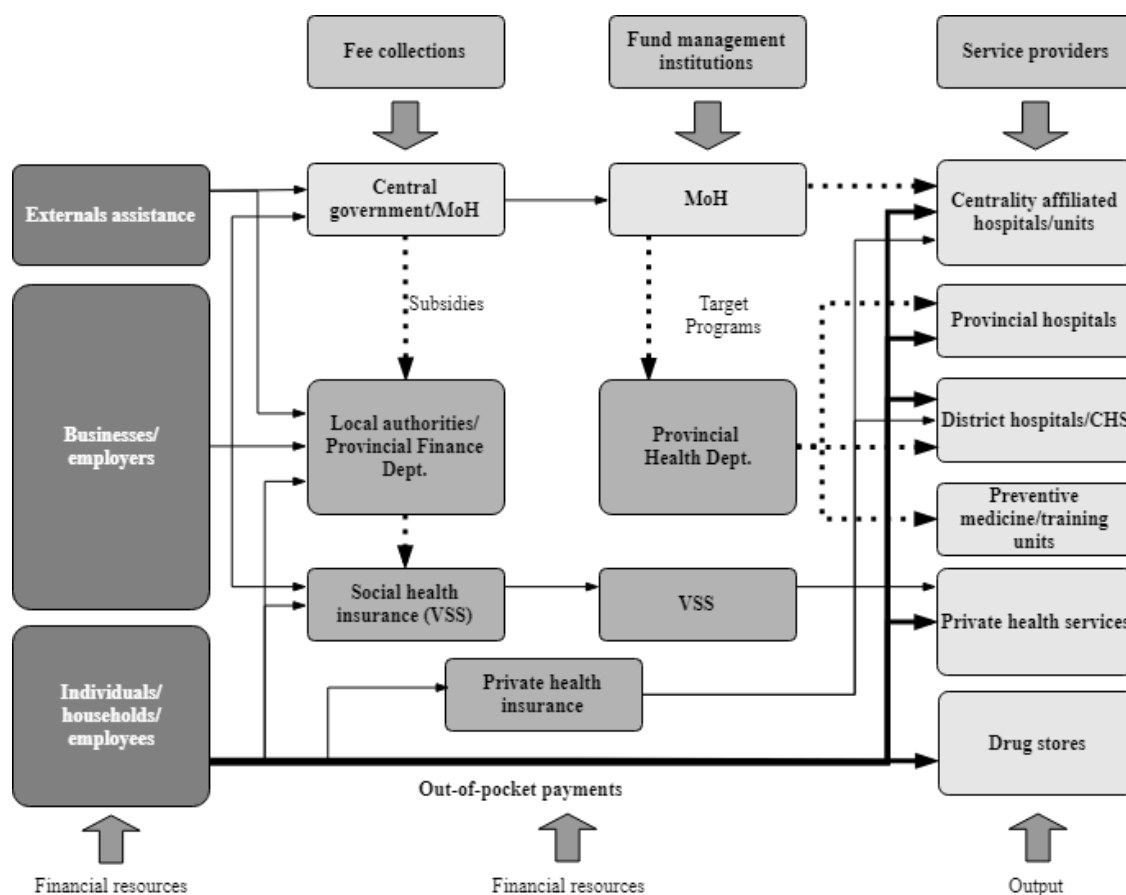 Fee collections
Fund management
institutions
Service providers
Externals assistance
Central
government/MoH
MoH
Centrality affiliated
hospitals/units
Subsidies
Target
Programs
Provincial hospitals
Businesses/
employers
Local authorities/
Provincial Finance
Dept.
Provincial
Health Dept.
District hospitals/CHS
Preventive
medicine/training
units
Social health
insurance (VSS)
VSS
Private health services
Individuals/
households/
employees
Private health
insurance
Drug stores
Out-of-pocket payments
Financial resources
Financial resources
Output